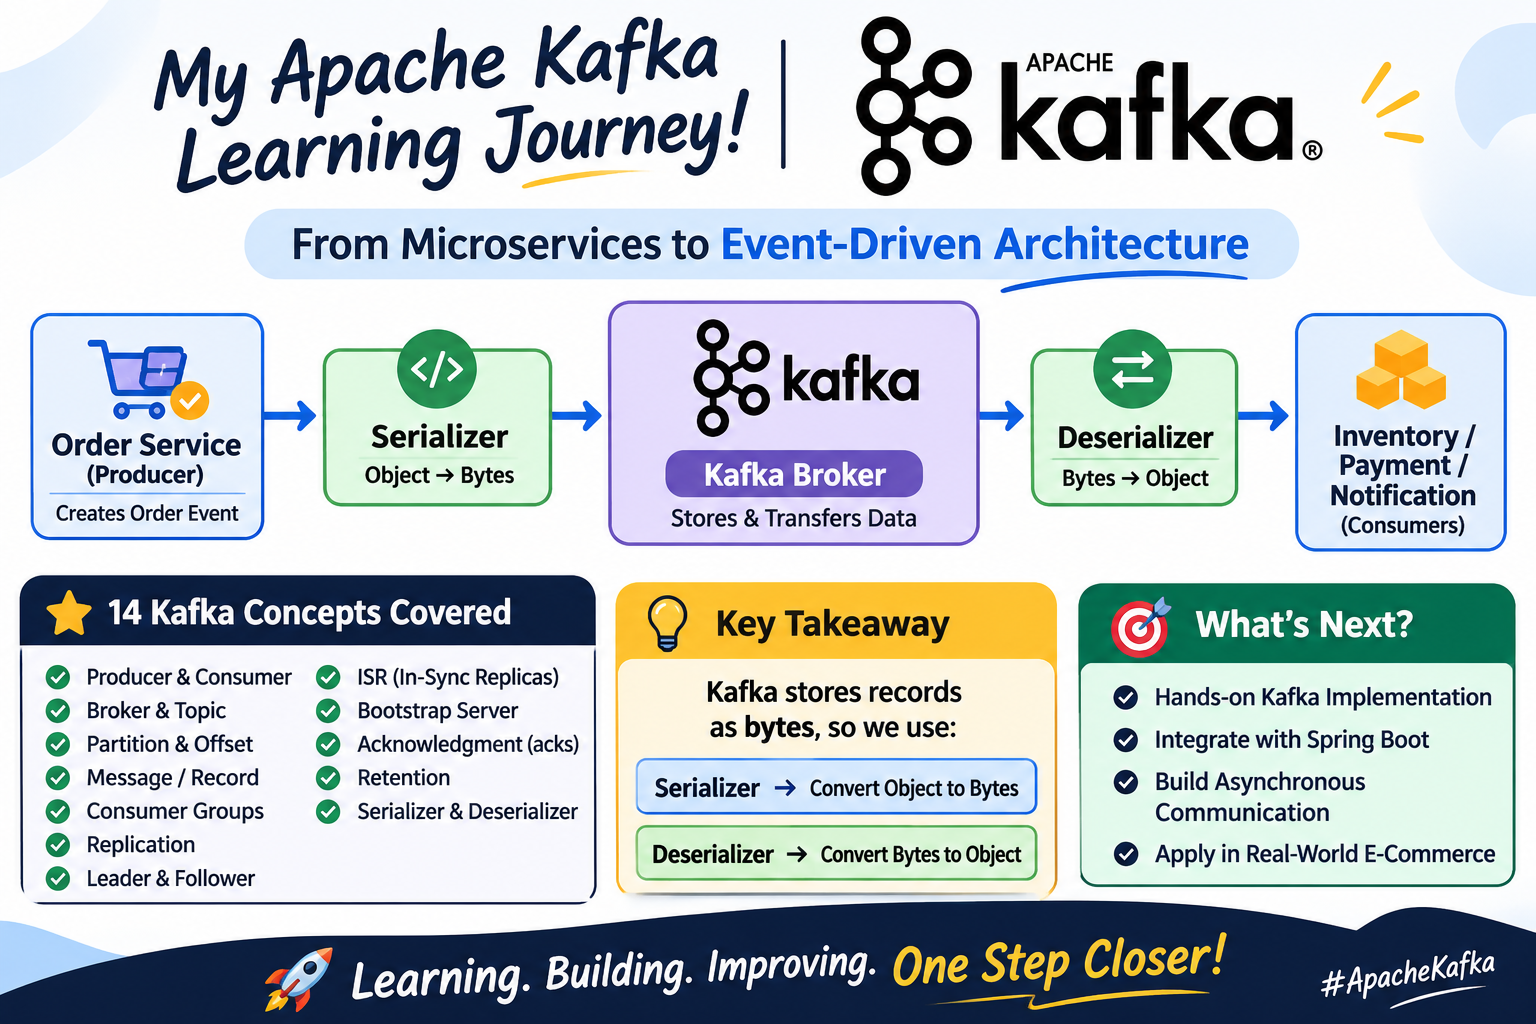 My Apache Kafka
Learning Journey!
APACHE
kafka®
From Microservices to Event-Driven Architecture
Order Service
(Producer)
Creates Order Event
</>
Serializer
Object → Bytes
kafka
Kafka Broker
Stores & Transfers Data
Deserializer
Bytes → Object
Inventory /
Payment /
Notification
(Consumers)
14 Kafka Concepts Covered
Producer & Consumer
Broker & Topic
Partition & Offset
Message / Record
Consumer Groups
Replication
Leader & Follower
ISR (In-Sync Replicas)
Bootstrap Server
Acknowledgment (acks)
Retention
Serializer & Deserializer
Key Takeaway
Kafka stores records
as bytes, so we use:
Serializer → Convert Object to Bytes
Deserializer → Convert Bytes to Object
What's Next?
Hands-on Kafka Implementation
Integrate with Spring Boot
Build Asynchronous
Communication
Apply in Real-World E-Commerce
Learning. Building. Improving. One Step Closer!
#ApacheKafka